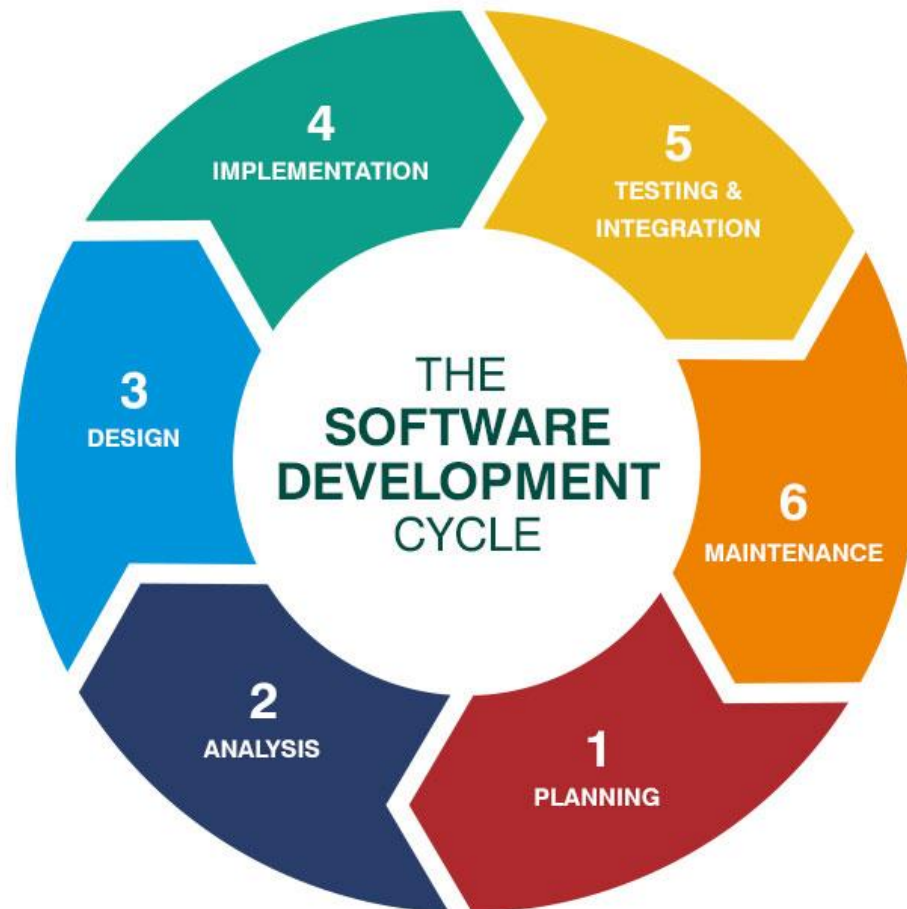 THE
SOFTWARE
DEVELOPMENT
CYCLE
1
PLANNING
2
ANALYSIS
3
DESIGN
4
IMPLEMENTATION
5
TESTING &
INTEGRATION
6
MAINTENANCE